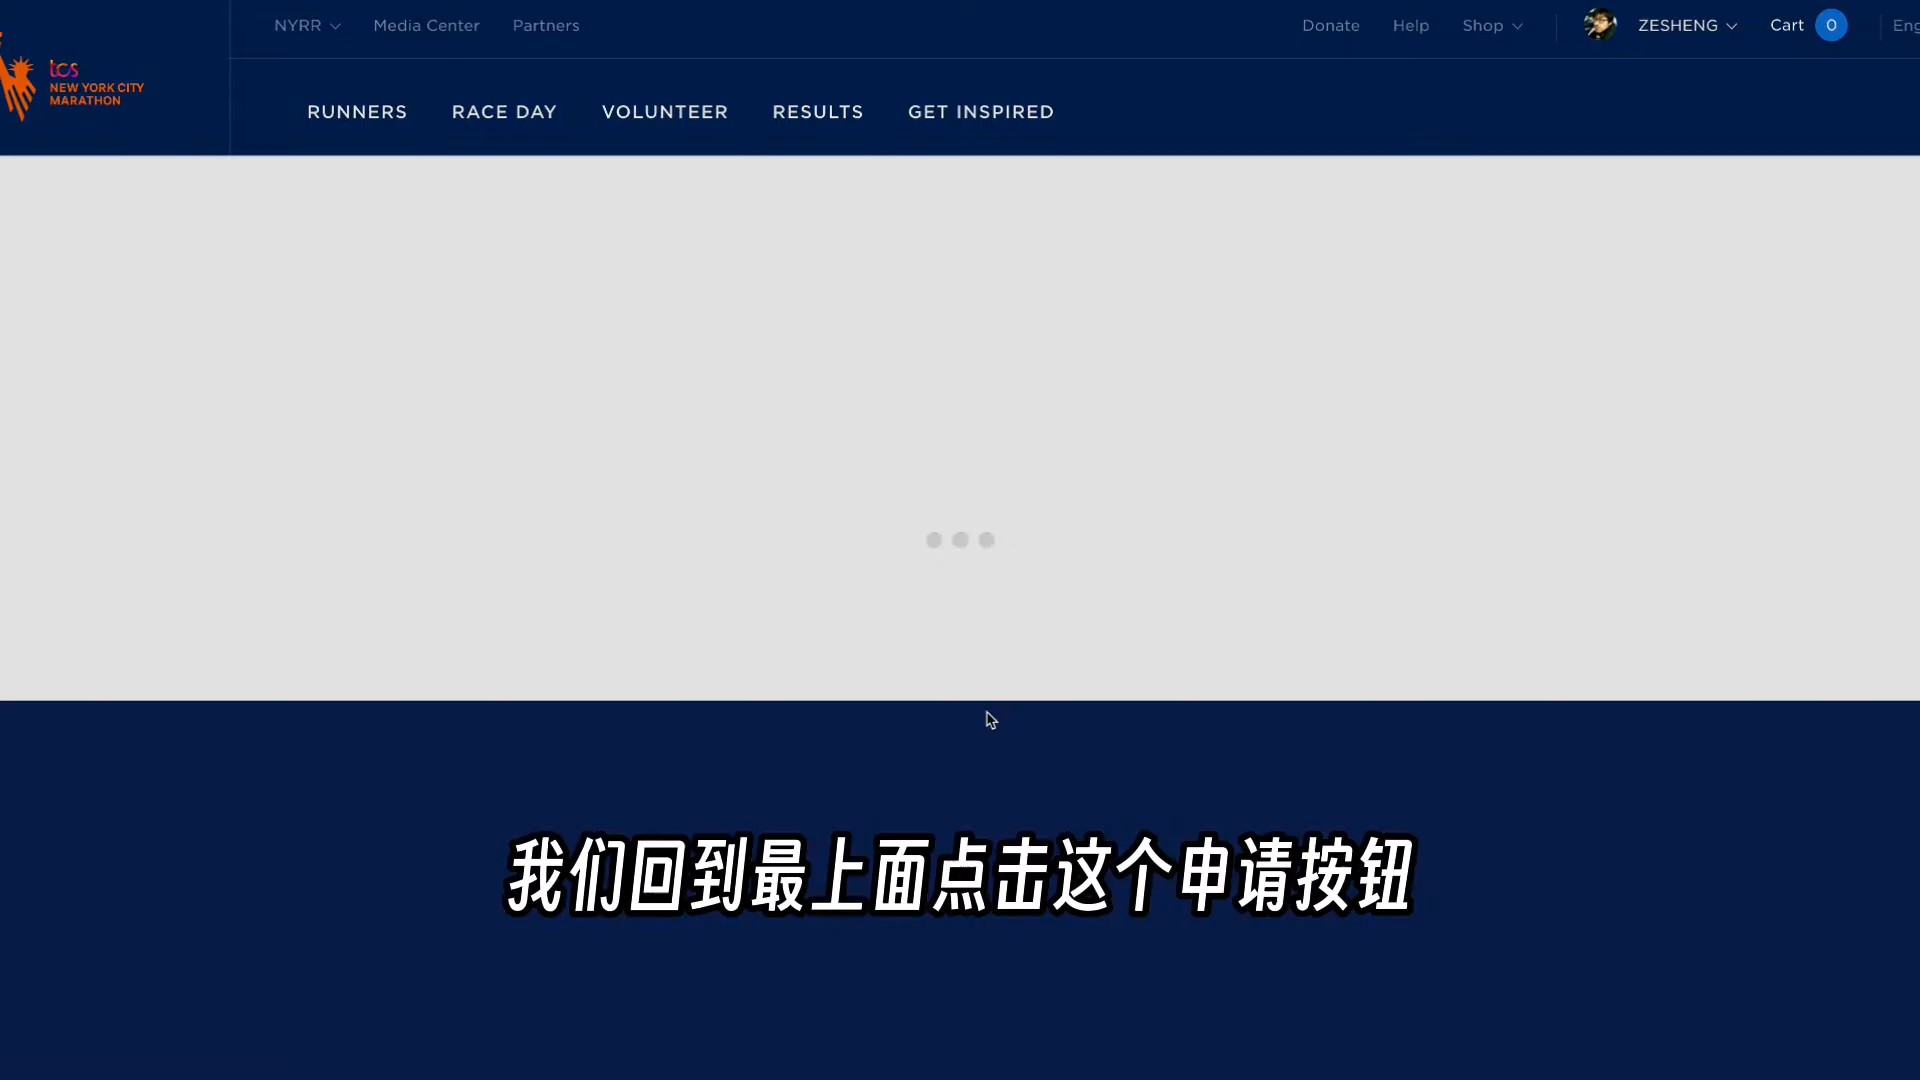 NYRR
Media Center
Partners
Donate
Help
Shop
ZESHENG
Cart 0
tcs
NEW YORK CITY
MARATHON
RUNNERS
RACE DAY
VOLUNTEER
RESULTS
GET INSPIRED
我们回到最上面点击这个申请按钮